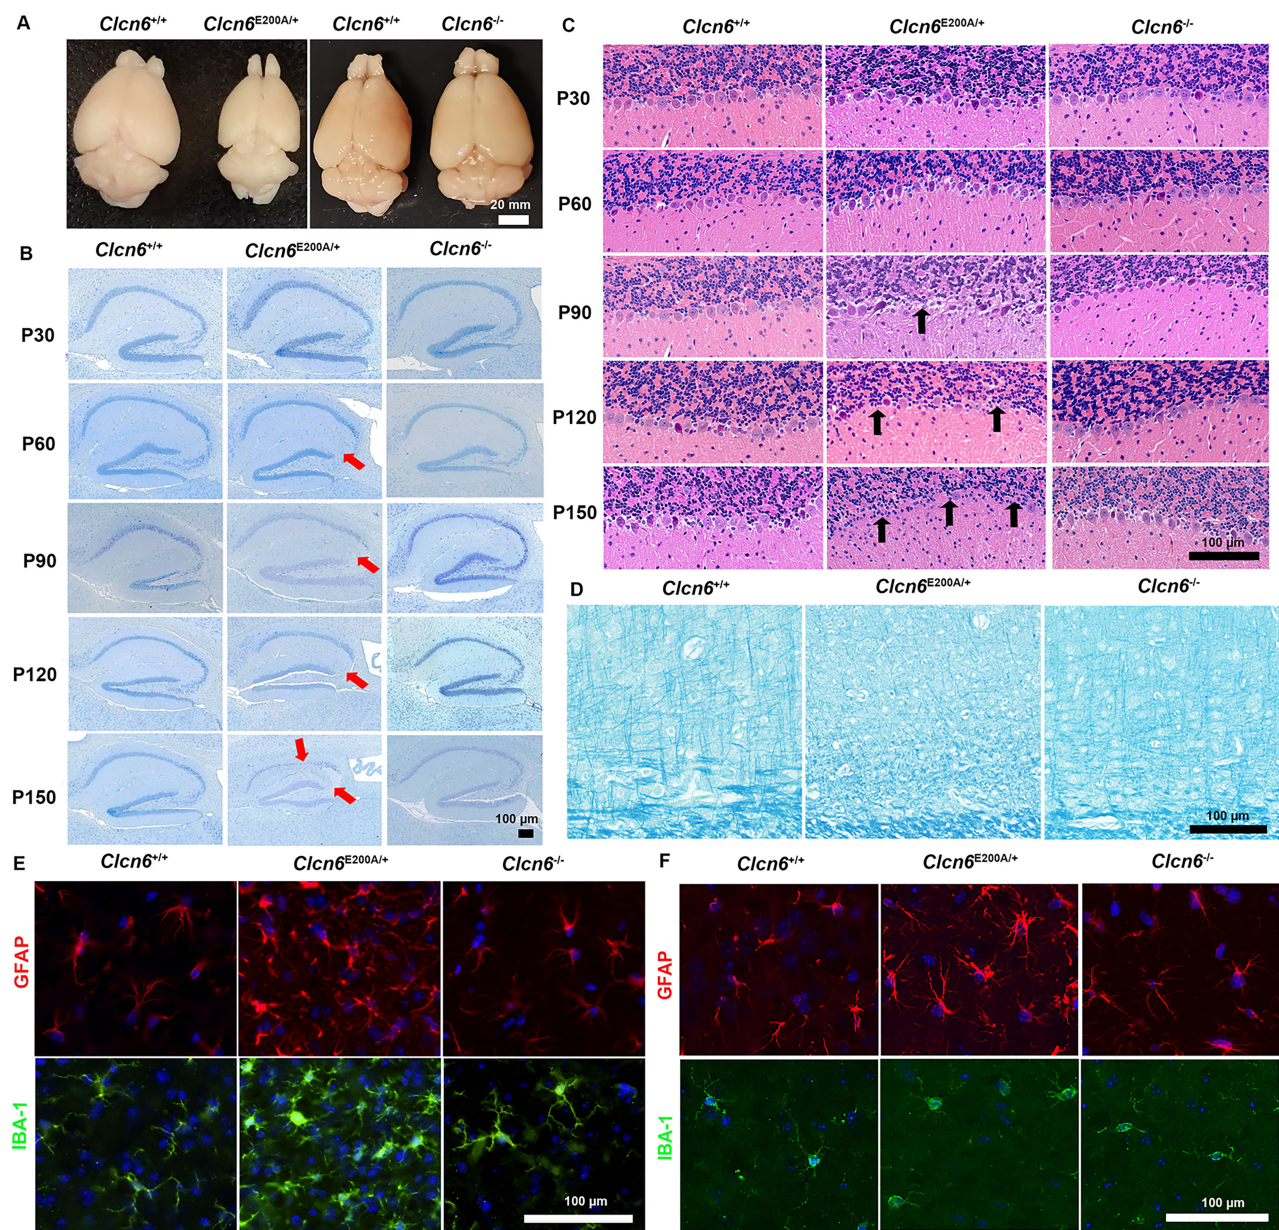 A
Clcn6+/+ Clcn6E200A/+ Clcn6+/+ Clcn6-/-
20 mm
B
Clcn6+/+ Clcn6E200A/+ Clcn6-/-
P30
P60
P90
P120
P150
100 µm
C
Clcn6+/+ Clcn6E200A/+ Clcn6-/-
P30
P60
P90
P120
P150
100 µm
D
Clcn6+/+ Clcn6E200A/+ Clcn6-/-
100 µm
E
Clcn6+/+ Clcn6E200A/+ Clcn6-/-
GFAP
IBA-1
100 µm
F
Clcn6+/+ Clcn6E200A/+ Clcn6-/-
GFAP
IBA-1
100 µm